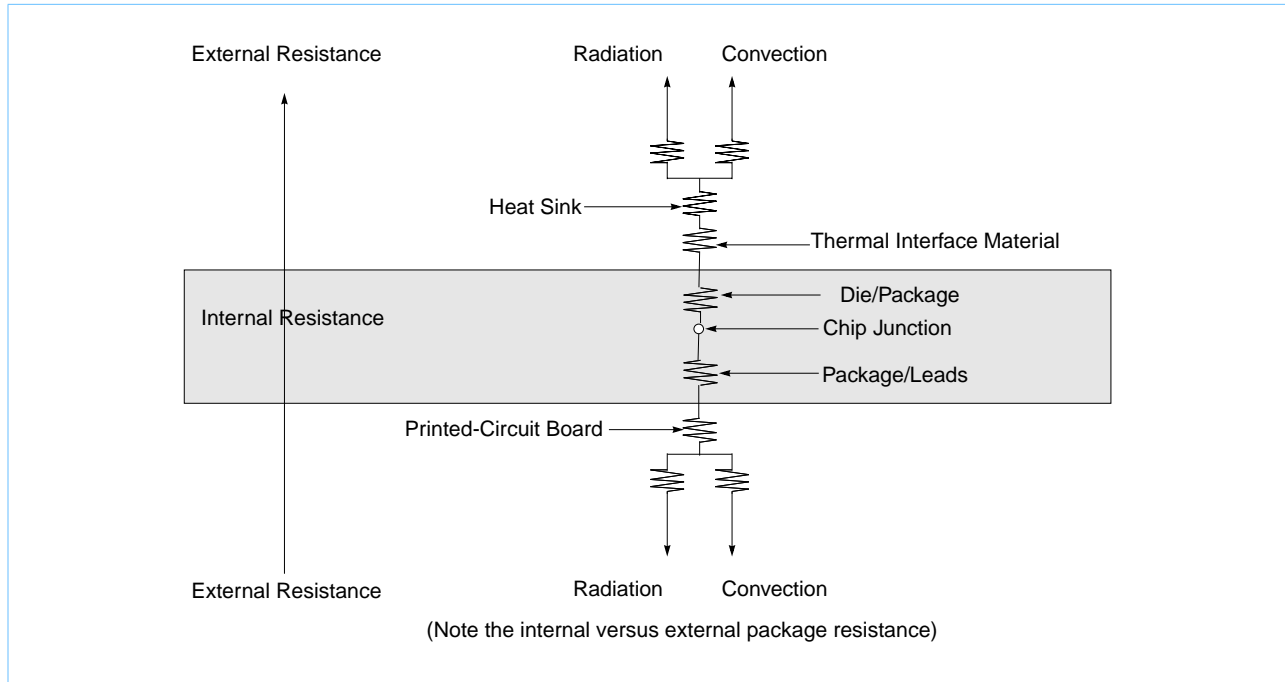 External Resistance
Radiation
Convection
Heat Sink
Thermal Interface Material
Die/Package
Internal Resistance
Chip Junction
Package/Leads
Printed-Circuit Board
External Resistance
Radiation
Convection
(Note the internal versus external package resistance)